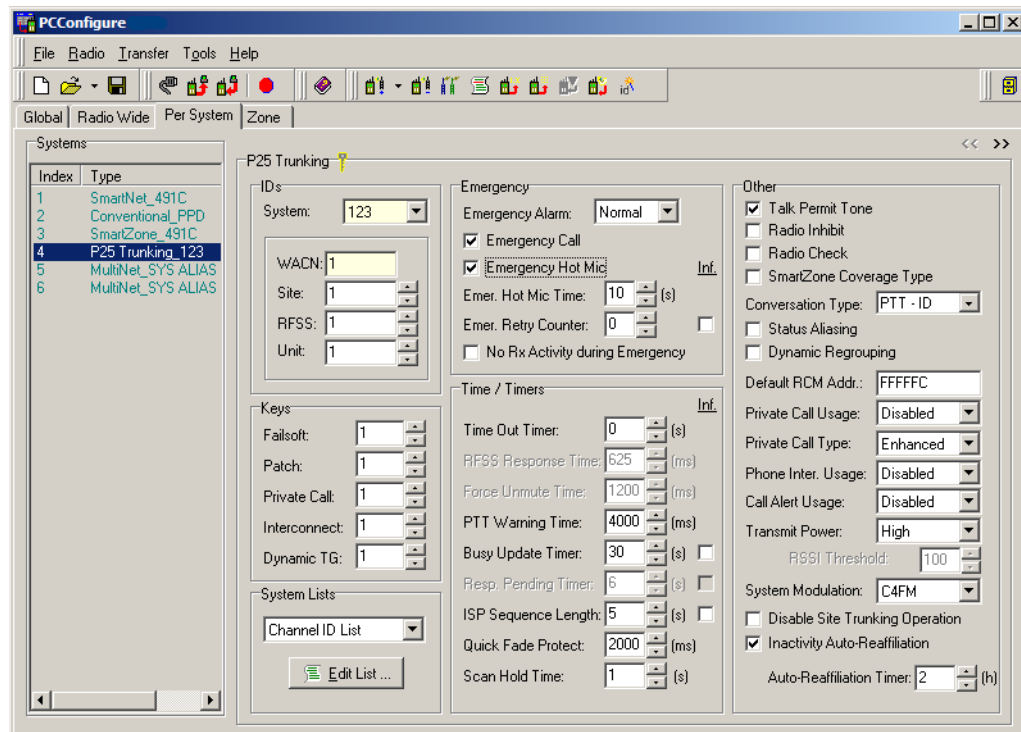 PCConfigure
File Radio Transfer Tools Help
id
Global Radio Wide Per System Zone
Systems
<< >>
Index Type
1 SmartNet_491C
2 Conventional_PPD
3 SmartZone_491C
4 P25 Trunking_123
5 MultiNet_SYS ALIAS
6 MultiNet_SYS ALIAS
P25 Trunking
IDs
System: 123
WACN: 1
Site: 1
RFSS: 1
Unit: 1
Keys
Failsoft: 1
Patch: 1
Private Call: 1
Interconnect: 1
Dynamic TG: 1
System Lists
Channel ID List
Edit List ...
Emergency
Emergency Alarm: Normal
Emergency Call
Emergency Hot Mic Inf.
Emer. Hot Mic Time: 10 (s)
Emer. Retry Counter: 0
No Rx Activity during Emergency
Time / Timers
Inf.
Time Out Timer: 0 (s)
RFSS Response Time: 625 (ms)
Force Unmute Time: 1200 (ms)
PTT Warning Time: 4000 (ms)
Busy Update Timer: 30 (s)
Resp. Pending Timer: 6 (s)
ISP Sequence Length: 5 (s)
Quick Fade Protect: 2000 (ms)
Scan Hold Time: 1 (s)
Other
Talk Permit Tone
Radio Inhibit
Radio Check
SmartZone Coverage Type
Conversation Type: PTT - ID
Status Aliasing
Dynamic Regrouping
Default RCM Addr.: FFFFFC
Private Call Usage: Disabled
Private Call Type: Enhanced
Phone Inter. Usage: Disabled
Call Alert Usage: Disabled
Transmit Power: High
RSSI Threshold: 100
System Modulation: C4FM
Disable Site Trunking Operation
Inactivity Auto-Reaffiliation
Auto-Reaffiliation Timer: 2 (h)